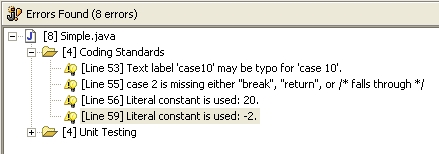 Errors Found (8 errors)
[8] Simple.java
[4] Coding Standards
[Line 53] Text label 'case10' may be typo for 'case 10'.
[Line 55] case 2 is missing either "break", "return", or /* falls through */
[Line 56] Literal constant is used: 20.
[Line 59] Literal constant is used: -2.
[4] Unit Testing